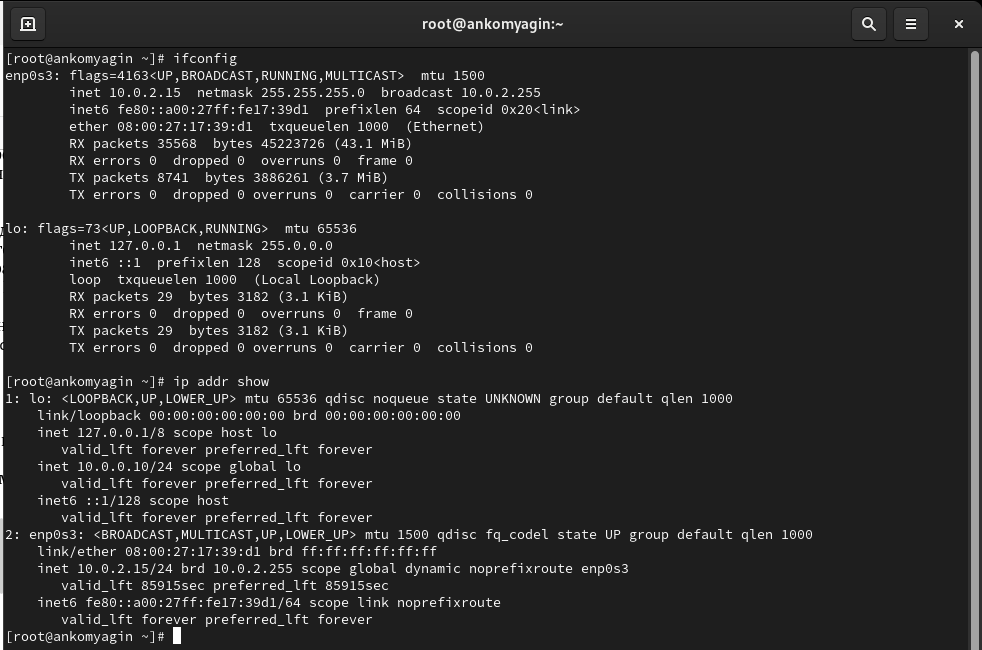 root@ankomyagin:~
[root@ankomyagin ~]# ifconfig
enp0s3: flags=4163<UP,BROADCAST,RUNNING,MULTICAST>  mtu 1500
        inet 10.0.2.15  netmask 255.255.255.0  broadcast 10.0.2.255
        inet6 fe80::a00:27ff:fe17:39d1  prefixlen 64  scopeid 0x20<link>
        ether 08:00:27:17:39:d1  txqueuelen 1000  (Ethernet)
        RX packets 35568  bytes 45223726 (43.1 MiB)
        RX errors 0  dropped 0  overruns 0  frame 0
        TX packets 8741  bytes 3886261 (3.7 MiB)
        TX errors 0  dropped 0 overruns 0  carrier 0  collisions 0

lo: flags=73<UP,LOOPBACK,RUNNING>  mtu 65536
        inet 127.0.0.1  netmask 255.0.0.0
        inet6 ::1  prefixlen 128  scopeid 0x10<host>
        loop  txqueuelen 1000  (Local Loopback)
        RX packets 29  bytes 3182 (3.1 KiB)
        RX errors 0  dropped 0  overruns 0  frame 0
        TX packets 29  bytes 3182 (3.1 KiB)
        TX errors 0  dropped 0 overruns 0  carrier 0  collisions 0

[root@ankomyagin ~]# ip addr show
1: lo: <LOOPBACK,UP,LOWER_UP> mtu 65536 qdisc noqueue state UNKNOWN group default qlen 1000
    link/loopback 00:00:00:00:00:00 brd 00:00:00:00:00:00
    inet 127.0.0.1/8 scope host lo
       valid_lft forever preferred_lft forever
    inet 10.0.0.10/24 scope global lo
       valid_lft forever preferred_lft forever
    inet6 ::1/128 scope host
       valid_lft forever preferred_lft forever
2: enp0s3: <BROADCAST,MULTICAST,UP,LOWER_UP> mtu 1500 qdisc fq_codel state UP group default qlen 1000
    link/ether 08:00:27:17:39:d1 brd ff:ff:ff:ff:ff:ff
    inet 10.0.2.15/24 brd 10.0.2.255 scope global dynamic noprefixroute enp0s3
       valid_lft 85915sec preferred_lft 85915sec
    inet6 fe80::a00:27ff:fe17:39d1/64 scope link noprefixroute
       valid_lft forever preferred_lft forever
[root@ankomyagin ~]#